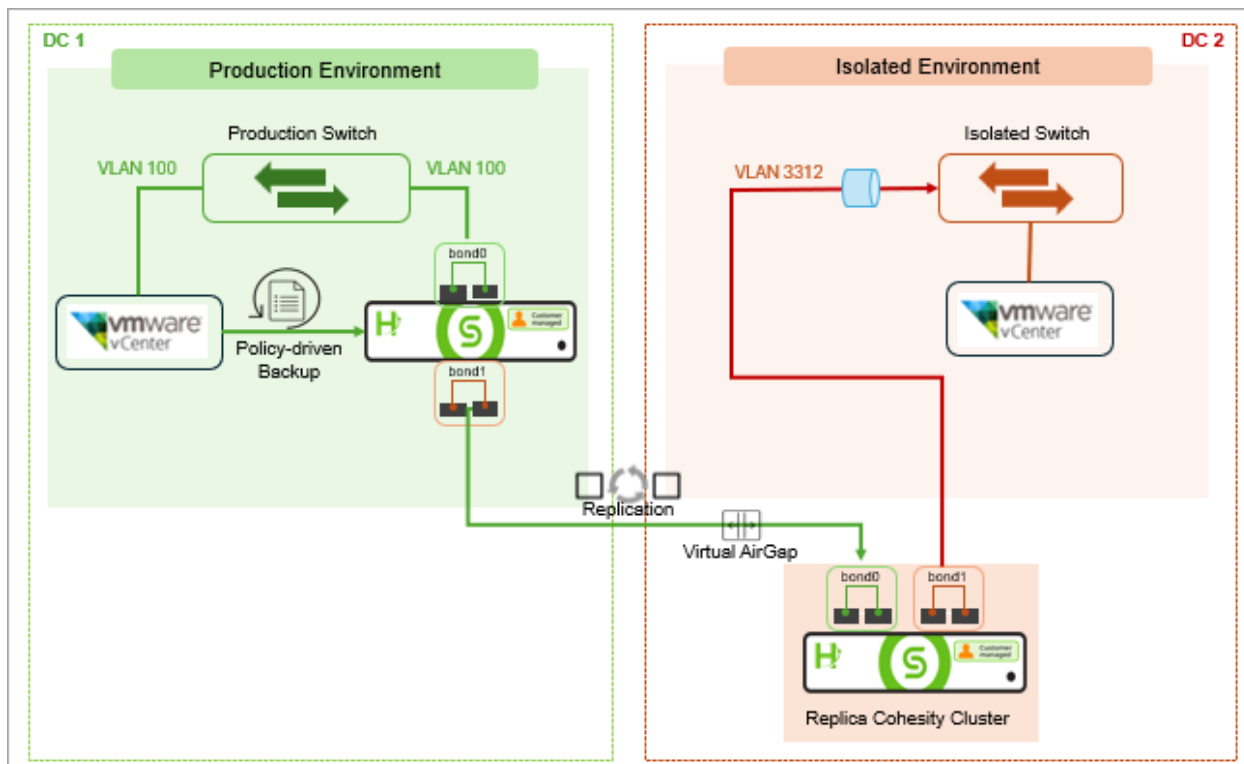 DC 1
Production Environment
Production Switch
VLAN 100
VLAN 100
bond0
vmware
vCenter
Policy-driven
Backup
H
S
Customer
managed
bond1
DC 2
Isolated Environment
Isolated Switch
VLAN 3312
vmware
vCenter
Replication
Virtual AirGap
bond0
bond1
H
S
Customer
managed
Replica Cohesity Cluster